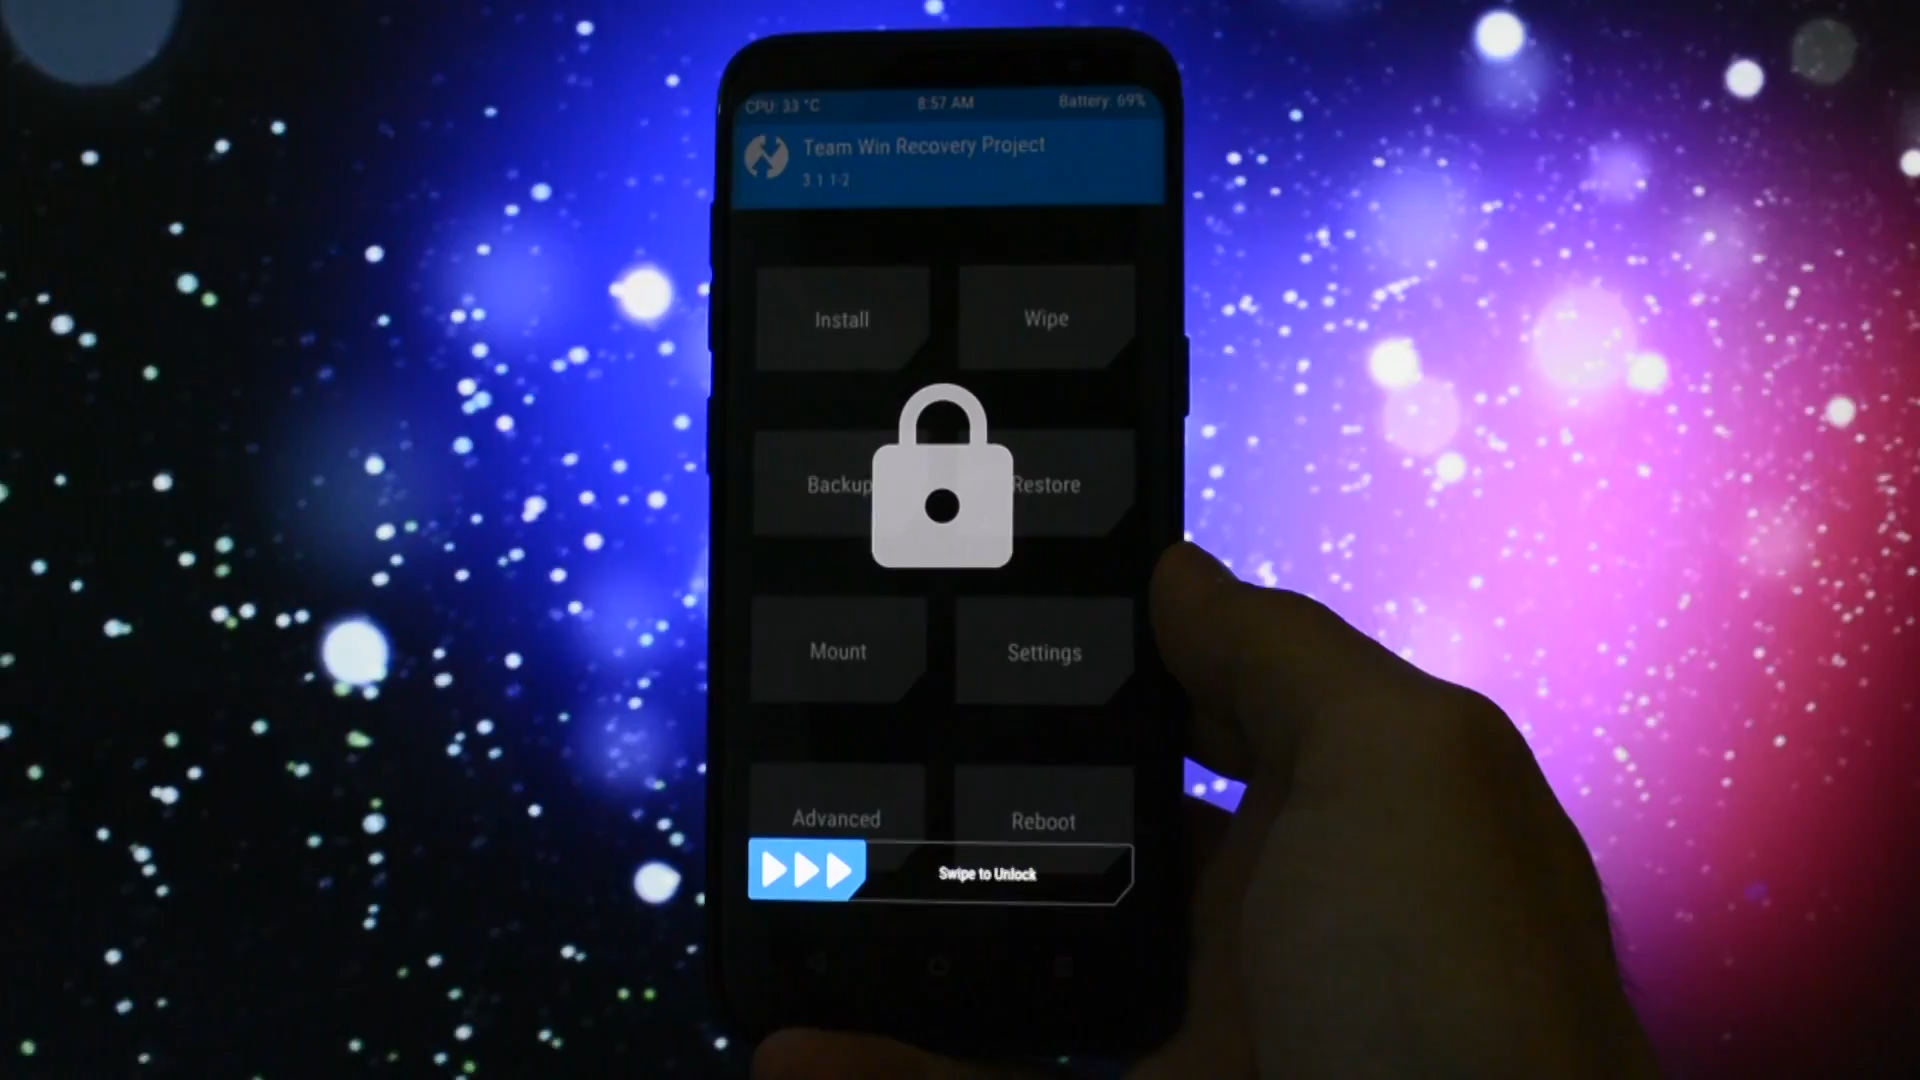 CPU: 33 °C 8:57 AM Battery: 69%
Team Win Recovery Project
3.1.1-2
Install Wipe
Backup Restore
Mount Settings
Advanced Reboot
Swipe to Unlock